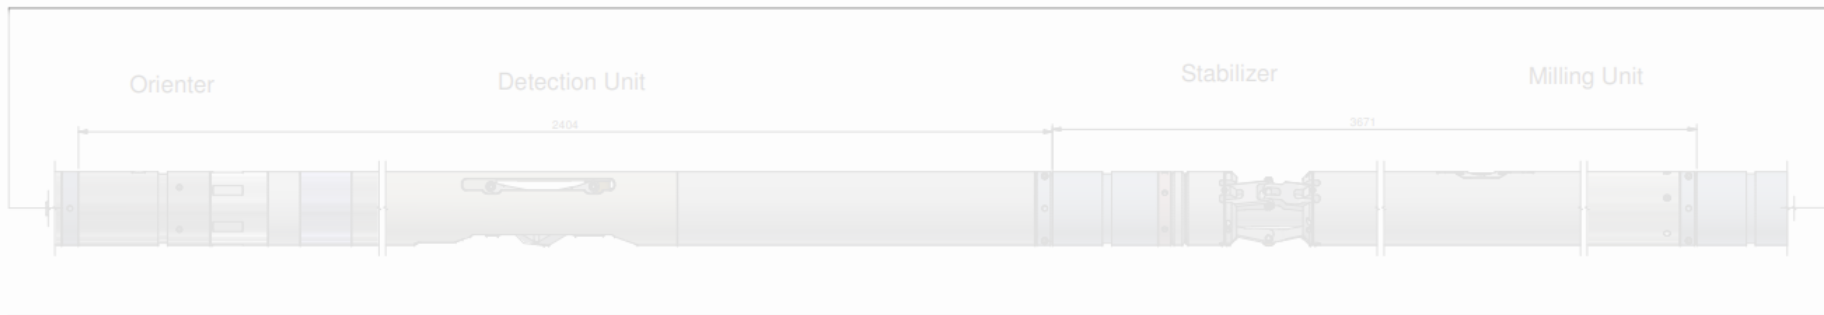 Orienter
Detection Unit
Stabilizer
Milling Unit
2404
3671